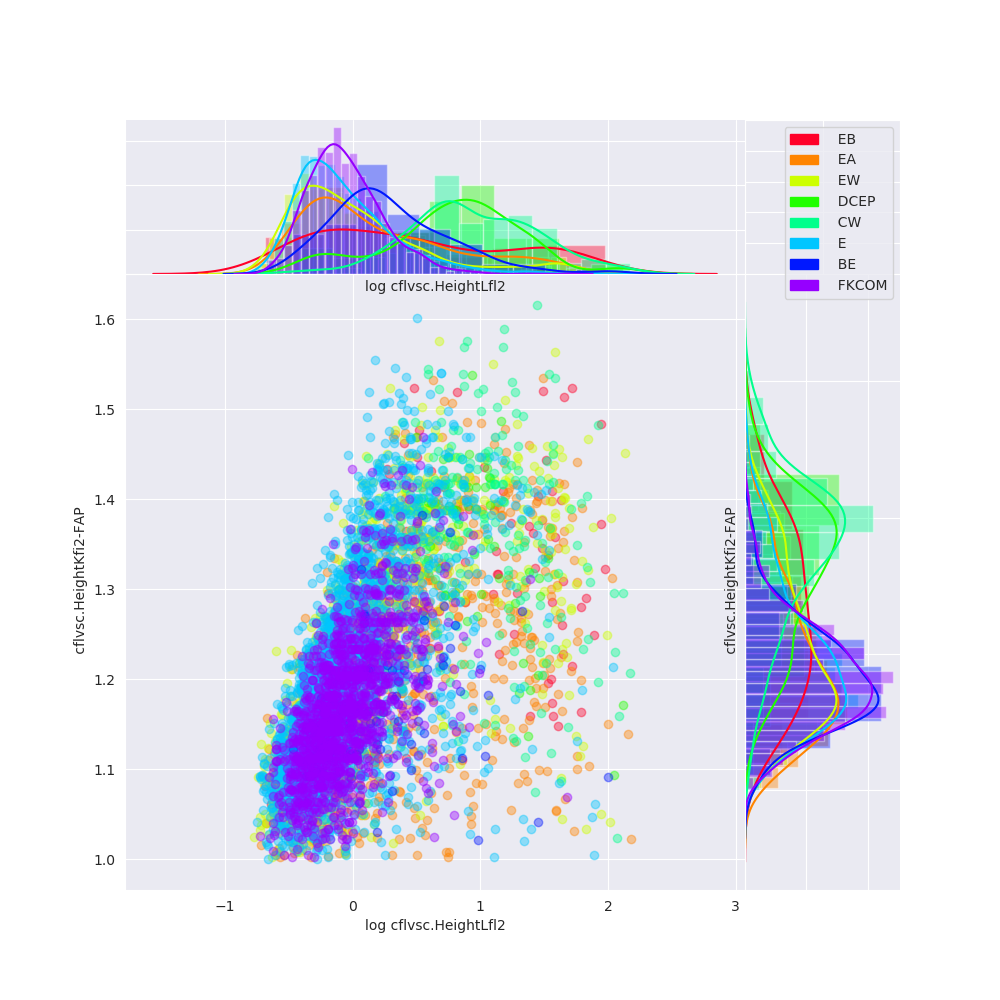 EB
EA
EW
DCEP
CW
E
BE
FKCOM
log cflvsc.HeightLfl2
1.6
1.5
1.4
1.3
1.2
1.1
1.0
cflvsc.HeightKfi2-FAP
cflvsc.HeightKfi2-FAP
−1 0 1 2 3
log cflvsc.HeightLfl2